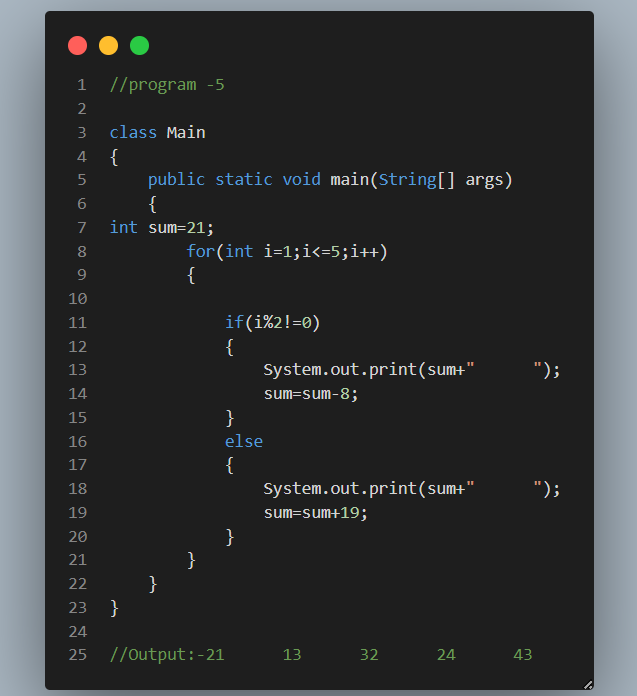 1 //program -5
2
3 class Main
4 {
5     public static void main(String[] args)
6     {
7 int sum=21;
8         for(int i=1;i<=5;i++)
9         {
10
11             if(i%2!=0)
12             {
13                 System.out.print(sum+"      ");
14                 sum=sum-8;
15             }
16             else
17             {
18                 System.out.print(sum+"      ");
19                 sum=sum+19;
20             }
21         }
22     }
23 }
24
25 //Output:-21      13      32      24      43